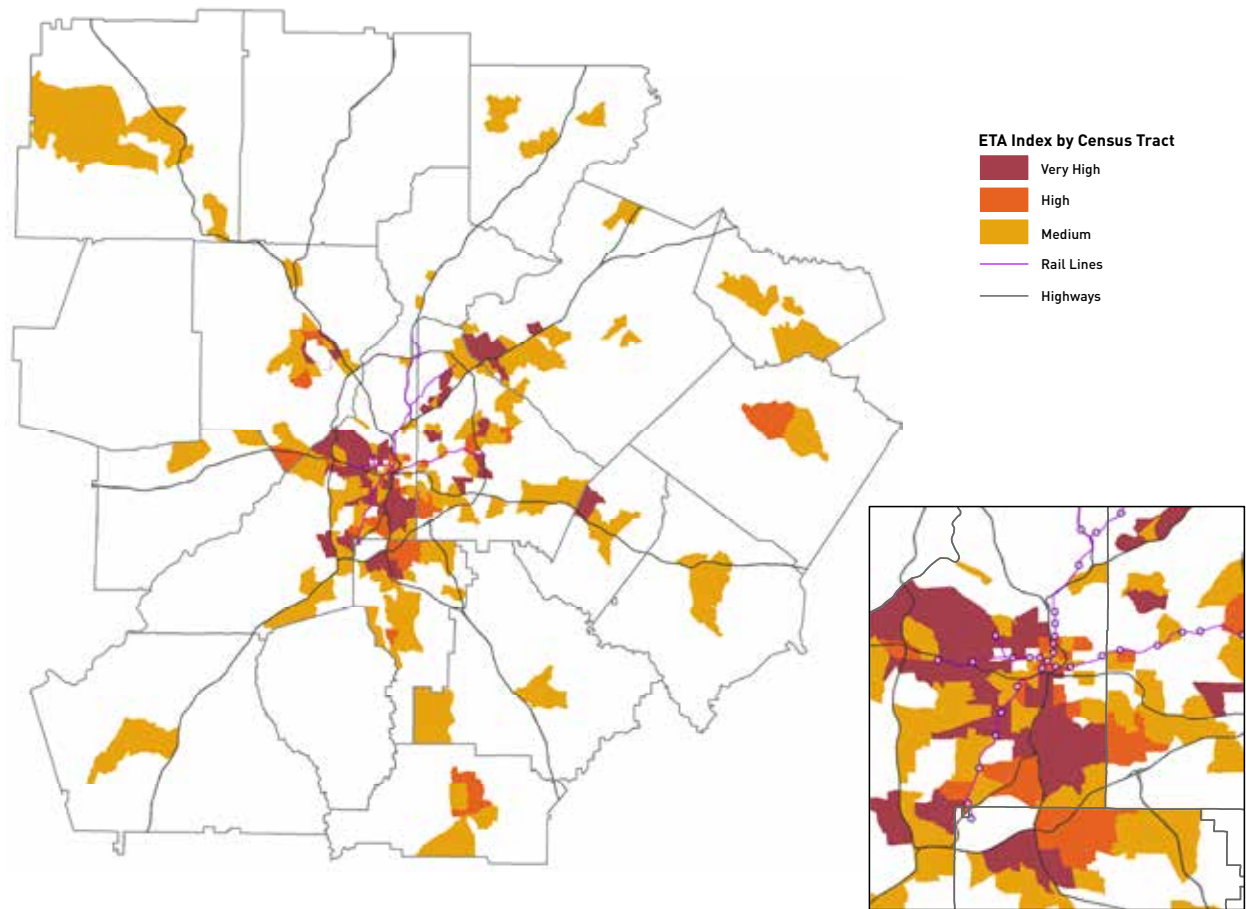 ETA Index by Census Tract
Very High
High
Medium
Rail Lines
Highways